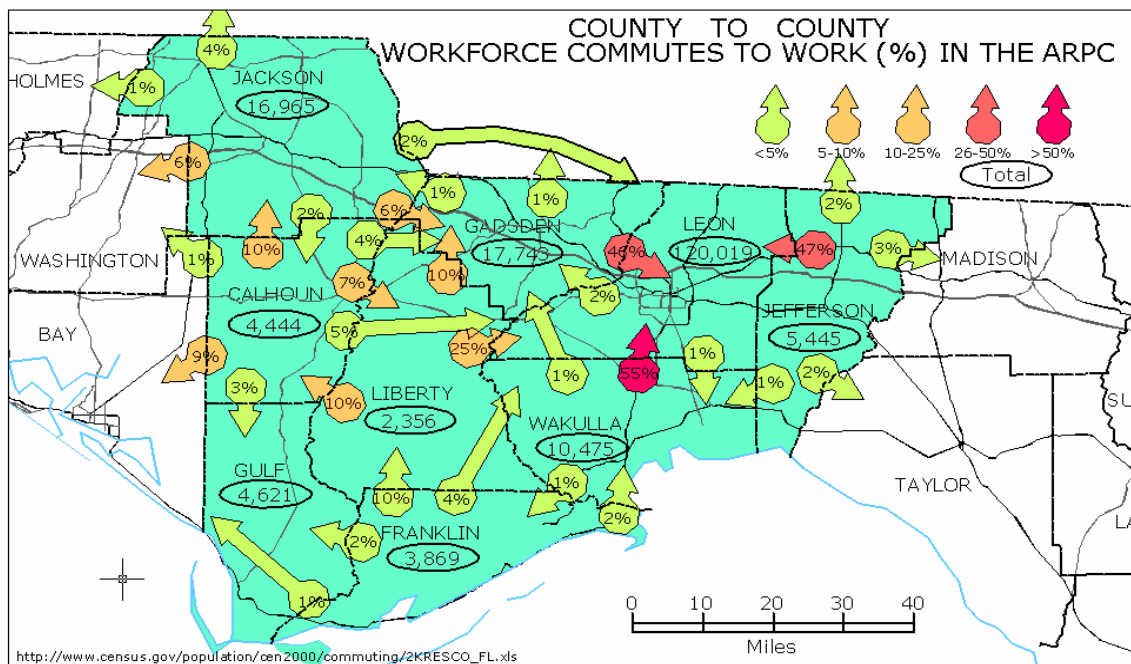 COUNTY TO COUNTY
WORKFORCE COMMUTES TO WORK (%) IN THE ARPC
<5%
5-10%
10-25%
26-50%
>50%
Total
HOLMES
4%
1%
JACKSON
16,965
2%
6%
1%
1%
2%
6%
2%
GADSDEN
17,743
LEON
120,019
WASHINGTON
1%
10%
4%
10%
46%
47%
3%
MADISON
CALHOUN
4,444
7%
2%
JEFFERSON
5,445
BAY
5%
25%
9%
1%
55%
1%
1%
2%
3%
10%
LIBERTY
2,356
WAKULLA
10,475
GULF
4,621
10%
4%
1%
2%
TAYLOR
SU
LA
FRANKLIN
3,869
2%
1%
0 10 20 30 40
Miles
http://www.census.gov/population/cen2000/commuting/2KRESCO_FL.xls